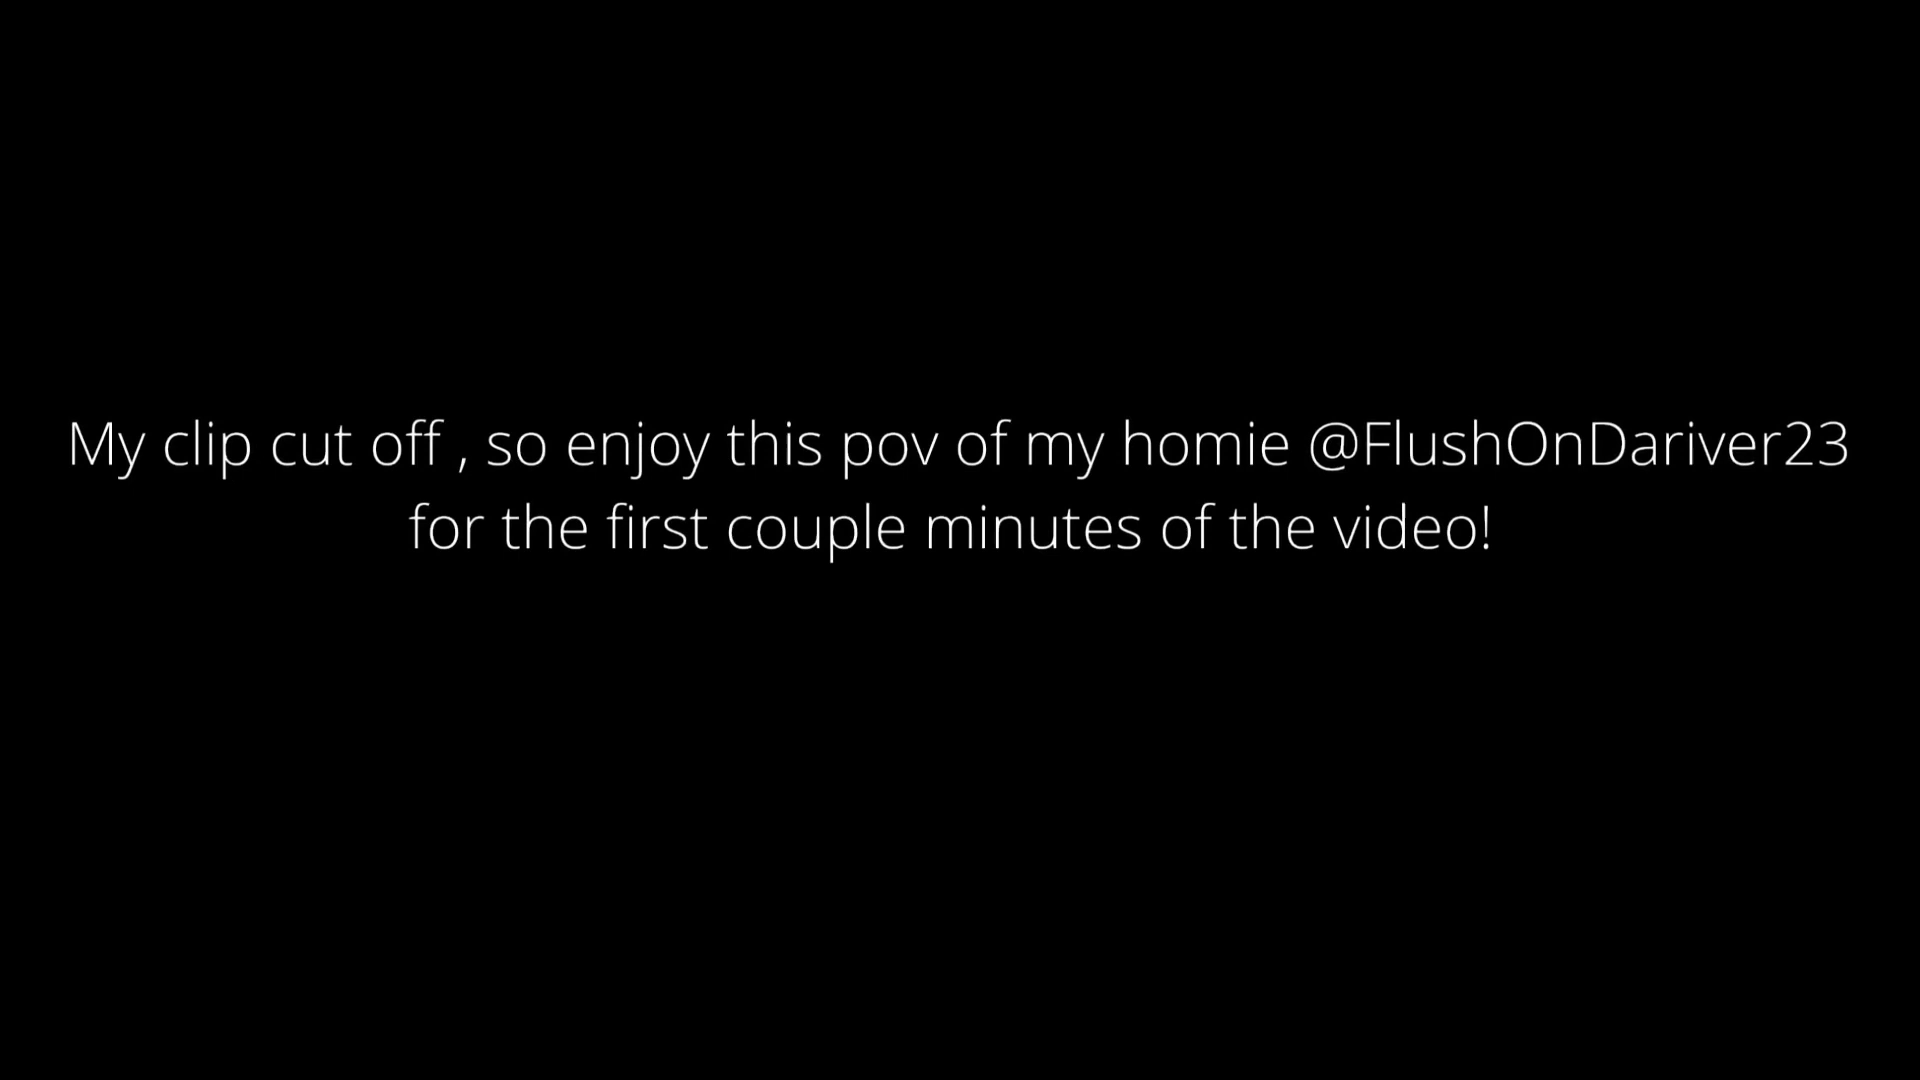 My clip cut off , so enjoy this pov of my homie @FlushOnDariver23
for the first couple minutes of the video!